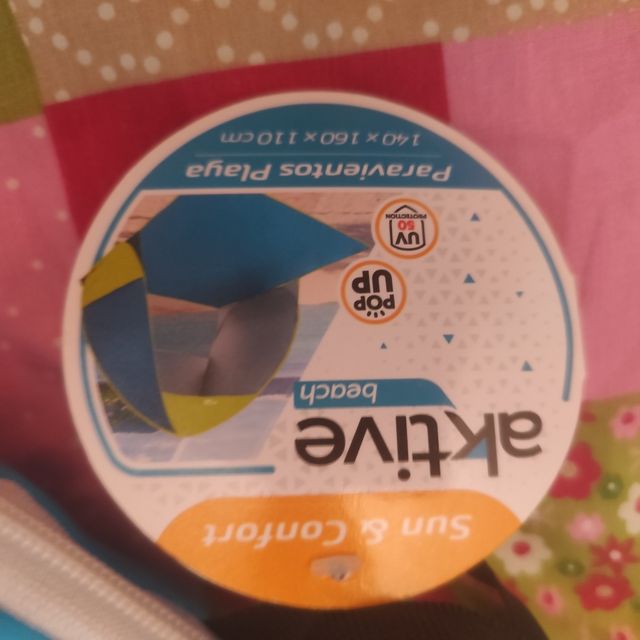 Sun & Confort
aktive
beach
POP
UP
UV
50
PROTECTION
Paravientos Playa
140 x 160 x 110 cm